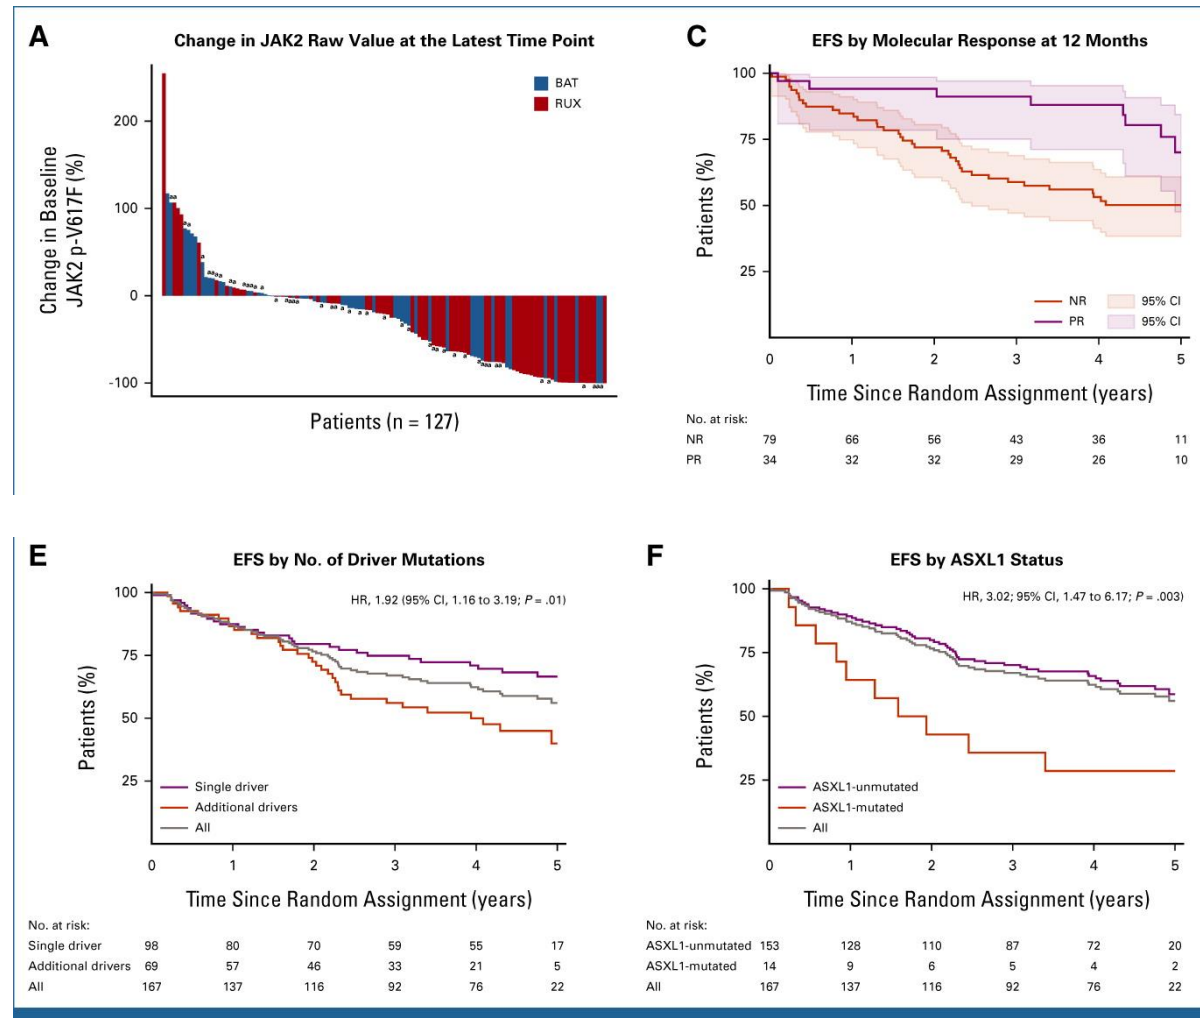 A
Change in JAK2 Raw Value at the Latest Time Point
Change in Baseline
JAK2 p-V617F (%)
200
100
0
-100
BAT
RUX
Patients (n = 127)
C
EFS by Molecular Response at 12 Months
Patients (%)
100
75
50
25
NR 95% CI
PR 95% CI
0 1 2 3 4 5
Time Since Random Assignment (years)
No. at risk:
NR 79 66 56 43 36 11
PR 34 32 32 29 26 10
E
EFS by No. of Driver Mutations
HR, 1.92 (95% CI, 1.16 to 3.19; P = .01)
Patients (%)
100
75
50
25
Single driver
Additional drivers
All
0 1 2 3 4 5
Time Since Random Assignment (years)
No. at risk:
Single driver 98 80 70 59 55 17
Additional drivers 69 57 46 33 21 5
All 167 137 116 92 76 22
F
EFS by ASXL1 Status
HR, 3.02; 95% CI, 1.47 to 6.17; P = .003)
Patients (%)
100
75
50
25
ASXL1-unmutated
ASXL1-mutated
All
0 1 2 3 4 5
Time Since Random Assignment (years)
No. at risk:
ASXL1-unmutated 153 128 110 87 72 20
ASXL1-mutated 14 9 6 5 4 2
All 167 137 116 92 76 22